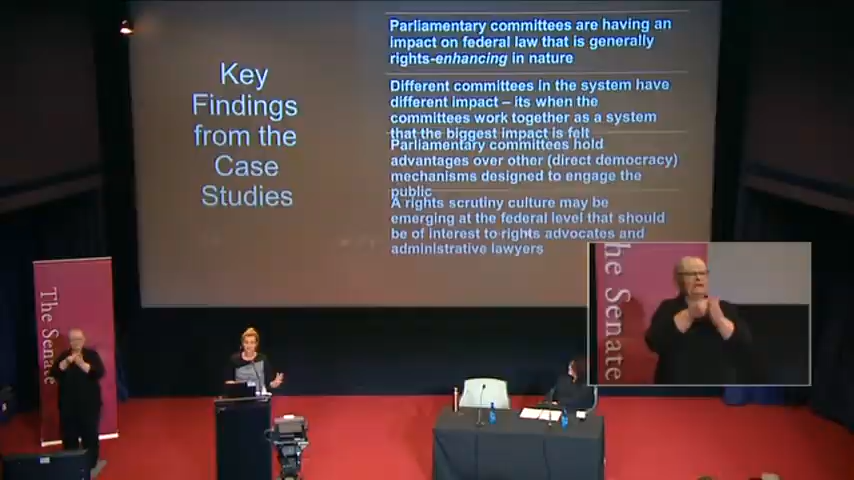 Key
Findings
from the
Case
Studies
Parliamentary committees are having an
impact on federal law that is generally
rights-enhancing in nature
Different committees in the system have
different impact – its when the
committees work together as a system
that the biggest impact is felt
Parliamentary committees hold
advantages over other (direct democracy)
mechanisms designed to engage the
public
A rights scrutiny culture may be
emerging at the federal level that should
be of interest to rights advocates and
administrative lawyers
The Senate
he Senate